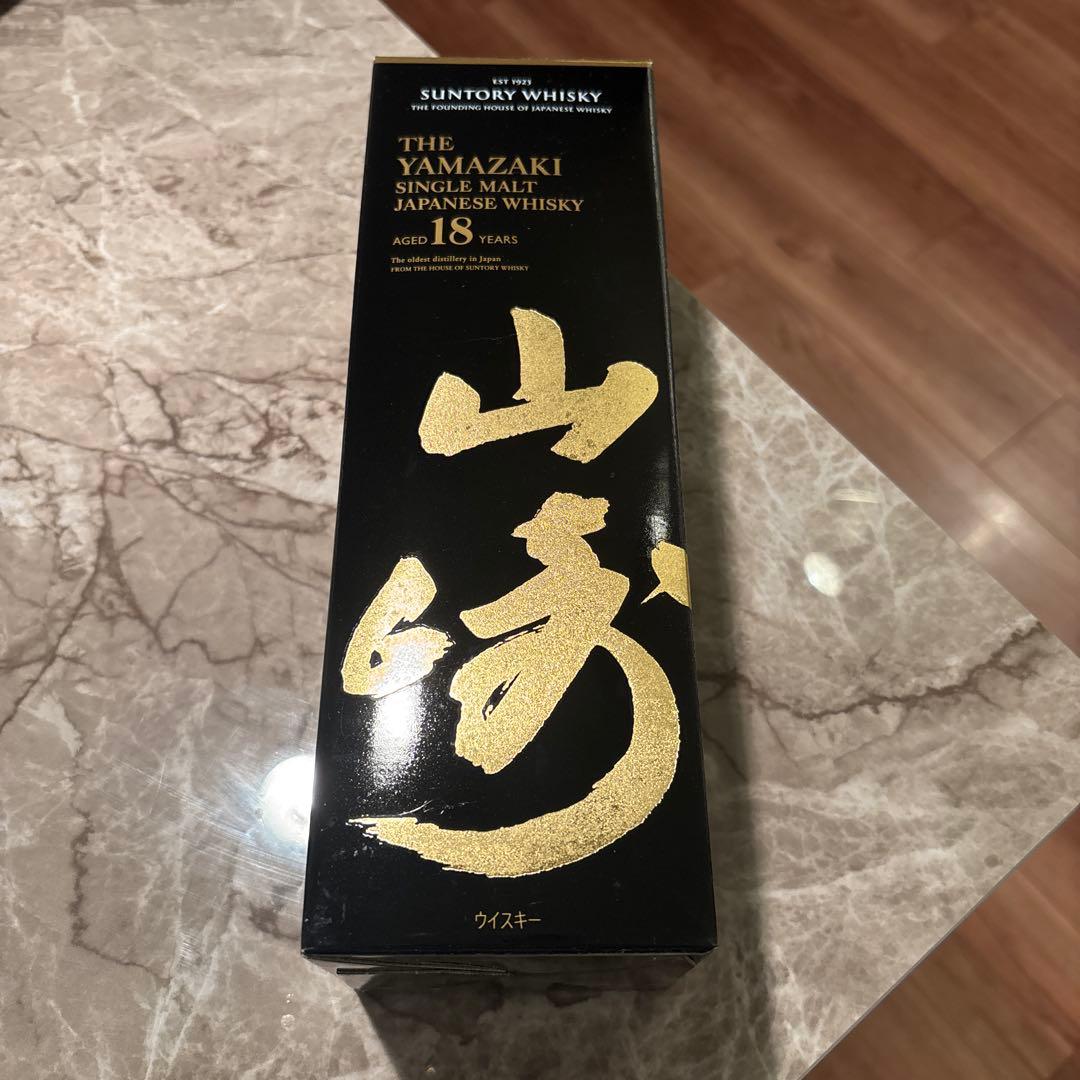 EST 1923
SUNTORY WHISKY
THE FOUNDING HOUSE OF JAPANESE WHISKY
THE
YAMAZAKI
SINGLE MALT
JAPANESE WHISKY
AGED 18 YEARS
The oldest distillery in Japan
FROM THE HOUSE OF SUNTORY WHISKY
山
崎
ウイスキー